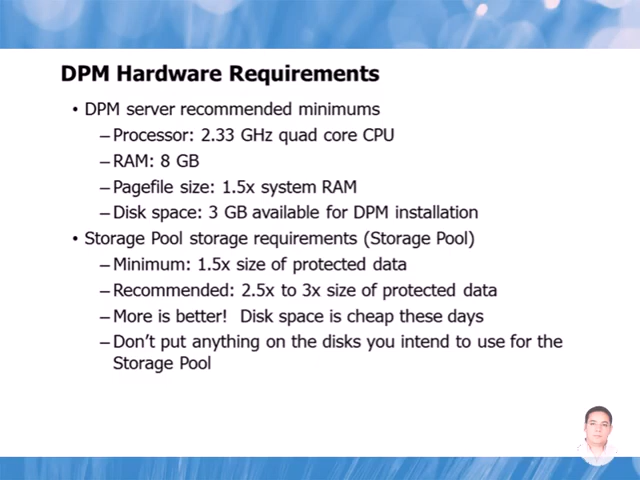 DPM Hardware Requirements
• DPM server recommended minimums
– Processor: 2.33 GHz quad core CPU
– RAM: 8 GB
– Pagefile size: 1.5x system RAM
– Disk space: 3 GB available for DPM installation
• Storage Pool storage requirements (Storage Pool)
– Minimum: 1.5x size of protected data
– Recommended: 2.5x to 3x size of protected data
– More is better!  Disk space is cheap these days
– Don't put anything on the disks you intend to use for the
Storage Pool